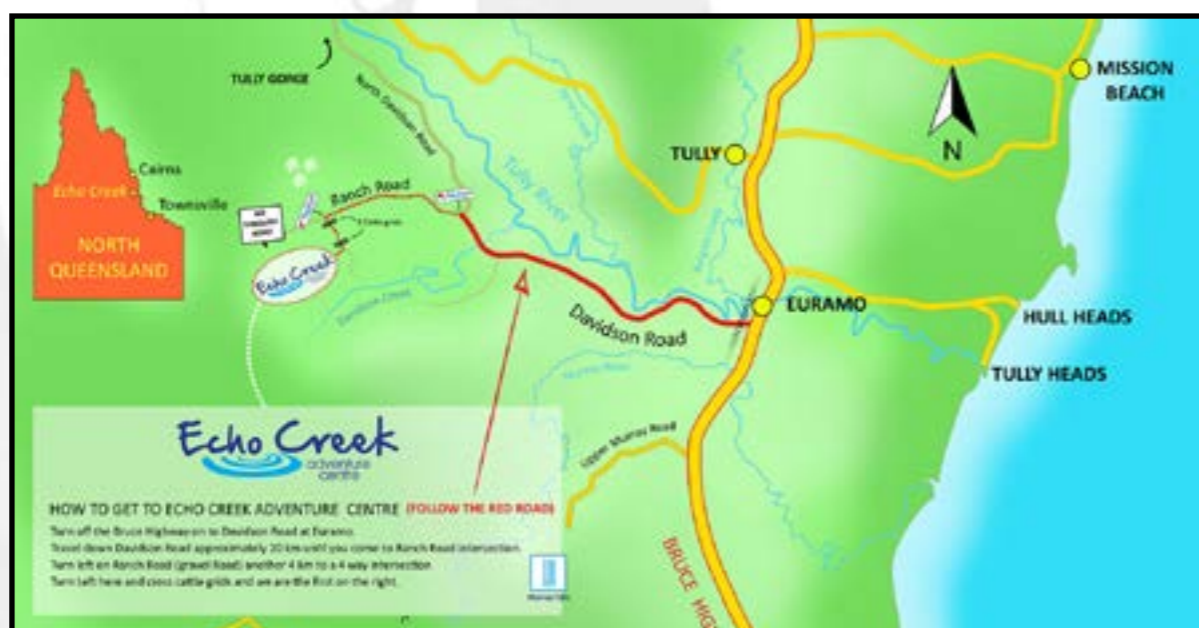 TULLY GORGE
North Davidson Road
MISSION
BEACH
N
TULLY
Tully River
Cairns
Echo Creek
Townsville
NORTH
QUEENSLAND
Ranch Road
Echo Creek
EURAMO
Davidson Road
HULL HEADS
TULLY HEADS
Upper Murray Road
BRUCE HIG
Echo Creek
adventure
centre
HOW TO GET TO ECHO CREEK ADVENTURE CENTRE (FOLLOW THE RED ROAD)
Turn off the Bruce Highway on to Davidson Road at Euramo.
Travel down Davidson Road approximately 20 km until you come to Ranch Road intersection.
Turn left on Ranch Road (gravel Road) another 4 km to a 4 way intersection
Turn Left here and cross cattle grids and we are the first on the right.